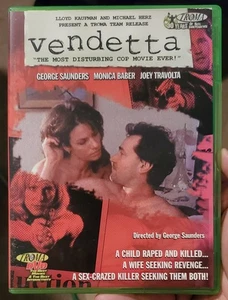 LLOYD KAUFMAN AND MICHAEL HERZ
PRESENT A TROMA TEAM RELEASE
TROMA
vendetta
"THE MOST DISTURBING COP MOVIE EVER!"
GEORGE SAUNDERS MONICA BABER JOEY TRAVOLTA
Directed by George Saunders
A CHILD RAPED AND KILLED...
A WIFE SEEKING REVENGE...
A SEX-CRAZED KILLER SEEKING THEM BOTH!
TROMA